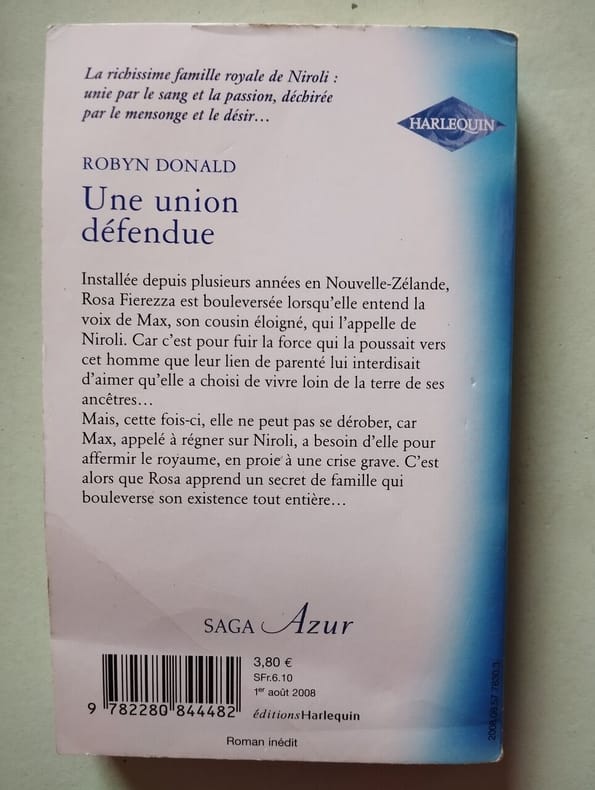 La richissime famille royale de Niroli :
unie par le sang et la passion, déchirée
par le mensonge et le désir...
HARLEQUIN
ROBYN DONALD
Une union
défendue
Installée depuis plusieurs années en Nouvelle-Zélande,
Rosa Fierezza est bouleversée lorsqu'elle entend la
voix de Max, son cousin éloigné, qui l'appelle de
Niroli. Car c'est pour fuir la force qui la poussait vers
cet homme que leur lien de parenté lui interdisait
d'aimer qu'elle a choisi de vivre loin de la terre de ses
ancêtres...
Mais, cette fois-ci, elle ne peut pas se dérober, car
Max, appelé à régner sur Niroli, a besoin d'elle pour
affermir le royaume, en proie à une crise grave. C'est
alors que Rosa apprend un secret de famille qui
bouleverse son existence tout entière...
SAGA Azur
3,80 €
SFr.6.10
1er août 2008
9 782280 844482
éditionsHarlequin
Roman inédit